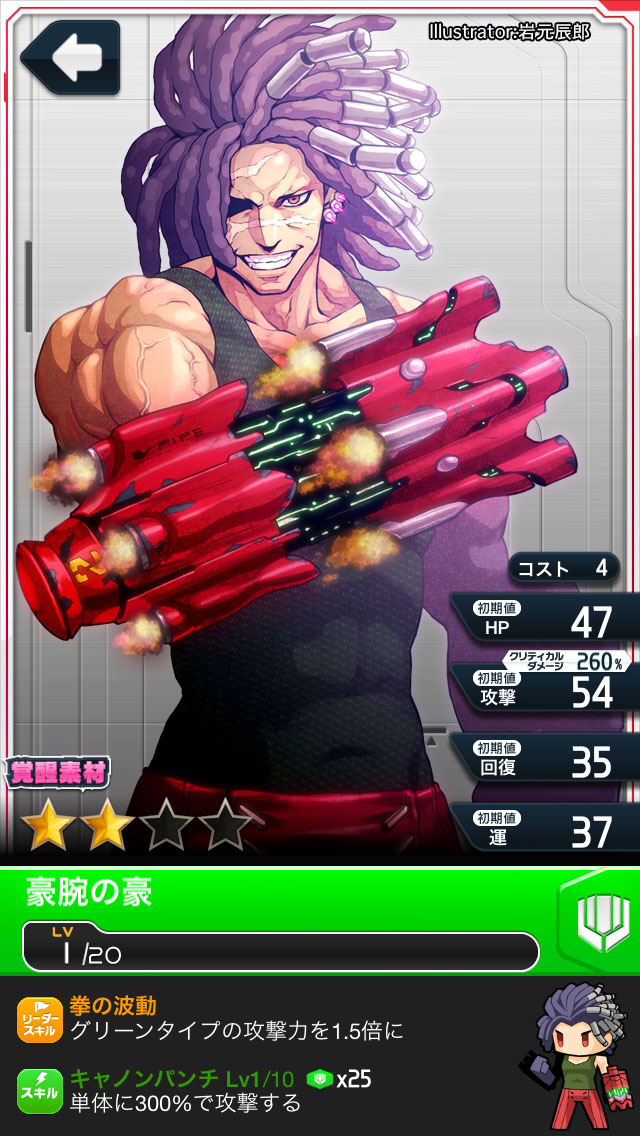 Illustrator:岩元辰郎
PIPE
コスト 4
初期値
HP 47
クリティカル
ダメージ 260%
初期値
攻撃 54
初期値
回復 35
初期値
運 37
覚醒素材
豪腕の豪
LV
1/20
リーダー
スキル
拳の波動
グリーンタイプの攻撃力を1.5倍に
スキル
キャノンパンチ Lv1/10 x25
単体に300%で攻撃する